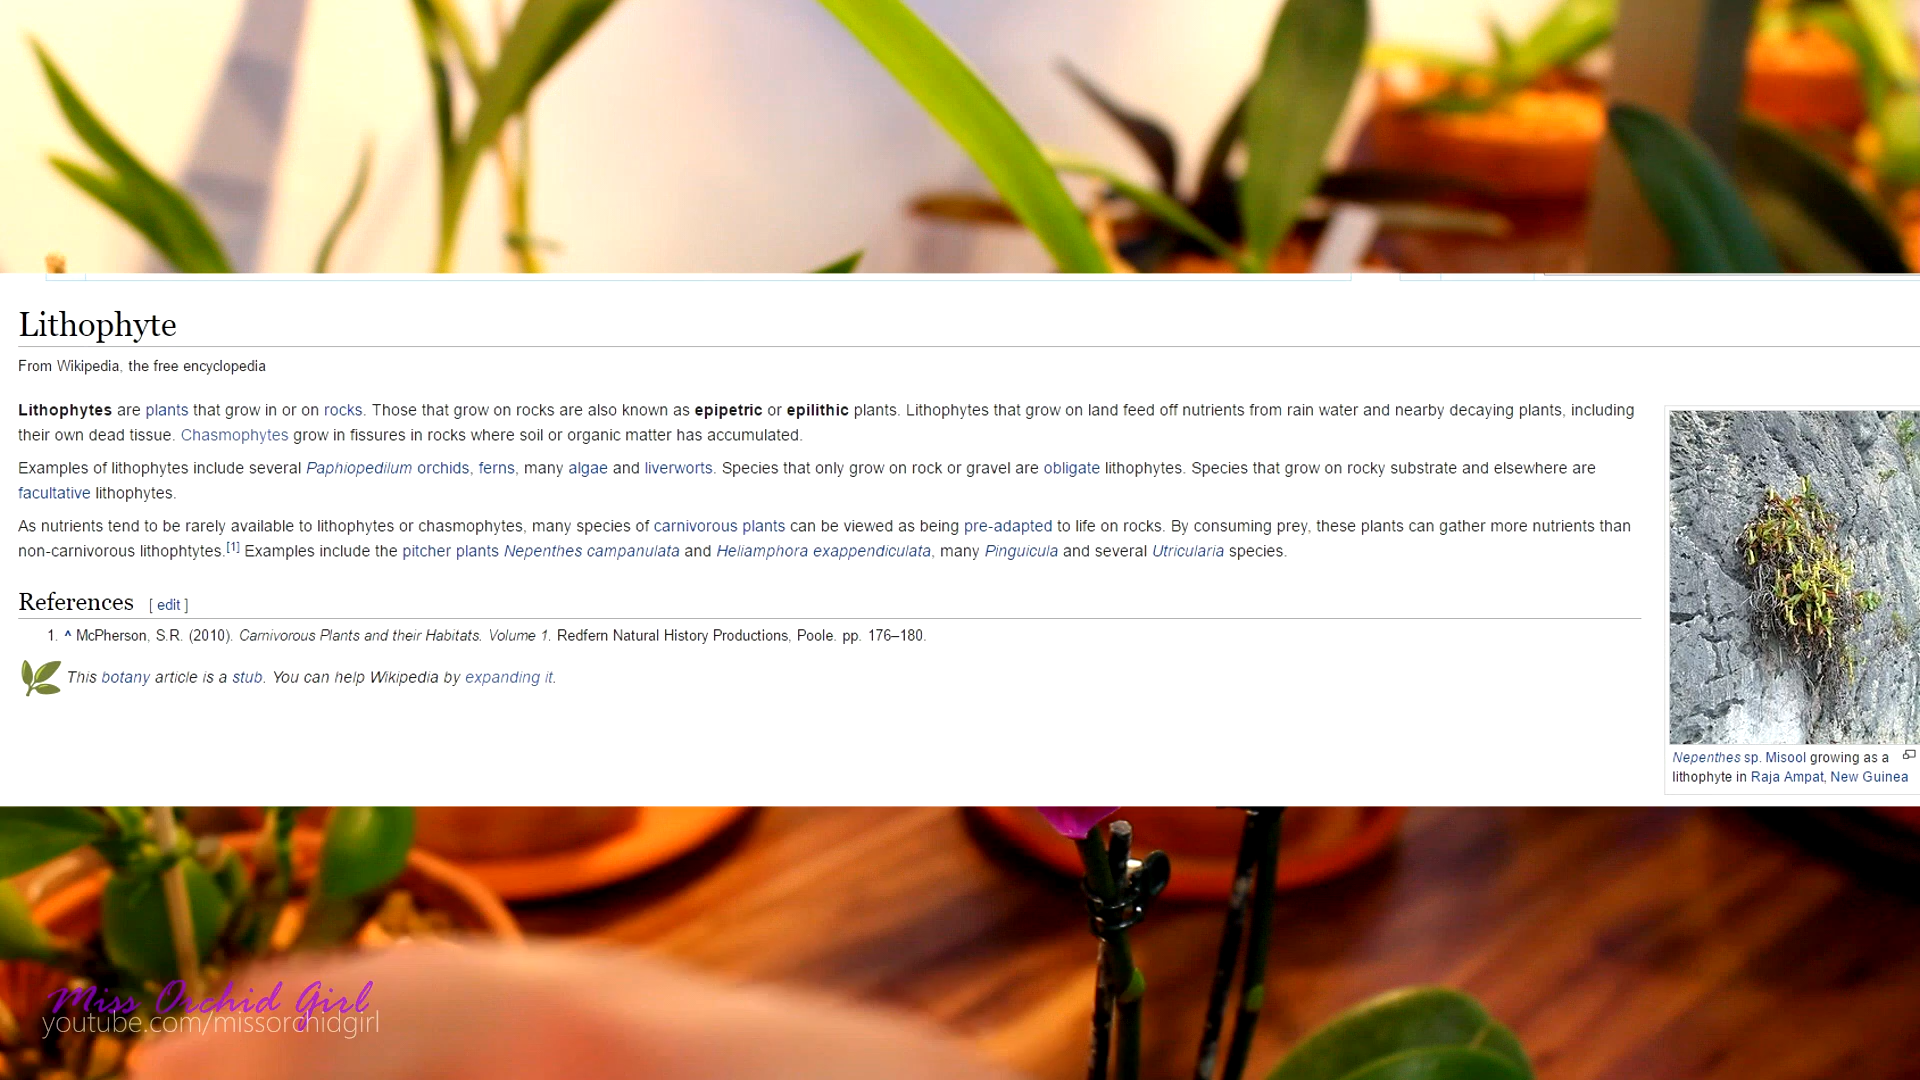 Lithophyte
From Wikipedia, the free encyclopedia
Lithophytes are plants that grow in or on rocks. Those that grow on rocks are also known as epipetric or epilithic plants. Lithophytes that grow on land feed off nutrients from rain water and nearby decaying plants, including
their own dead tissue. Chasmophytes grow in fissures in rocks where soil or organic matter has accumulated.
Examples of lithophytes include several Paphiopedilum orchids, ferns, many algae and liverworts. Species that only grow on rock or gravel are obligate lithophytes. Species that grow on rocky substrate and elsewhere are
facultative lithophytes.
As nutrients tend to be rarely available to lithophytes or chasmophytes, many species of carnivorous plants can be viewed as being pre-adapted to life on rocks. By consuming prey, these plants can gather more nutrients than
non-carnivorous lithophtytes.[1] Examples include the pitcher plants Nepenthes campanulata and Heliamphora exappendiculata, many Pinguicula and several Utricularia species.
References [ edit ]
1. ^ McPherson, S.R. (2010). Carnivorous Plants and their Habitats. Volume 1. Redfern Natural History Productions, Poole. pp. 176–180.
This botany article is a stub. You can help Wikipedia by expanding it.
Nepenthes sp. Misool growing as a
lithophyte in Raja Ampat, New Guinea
Miss Orchid Girl
youtube.com/missorchidgirl